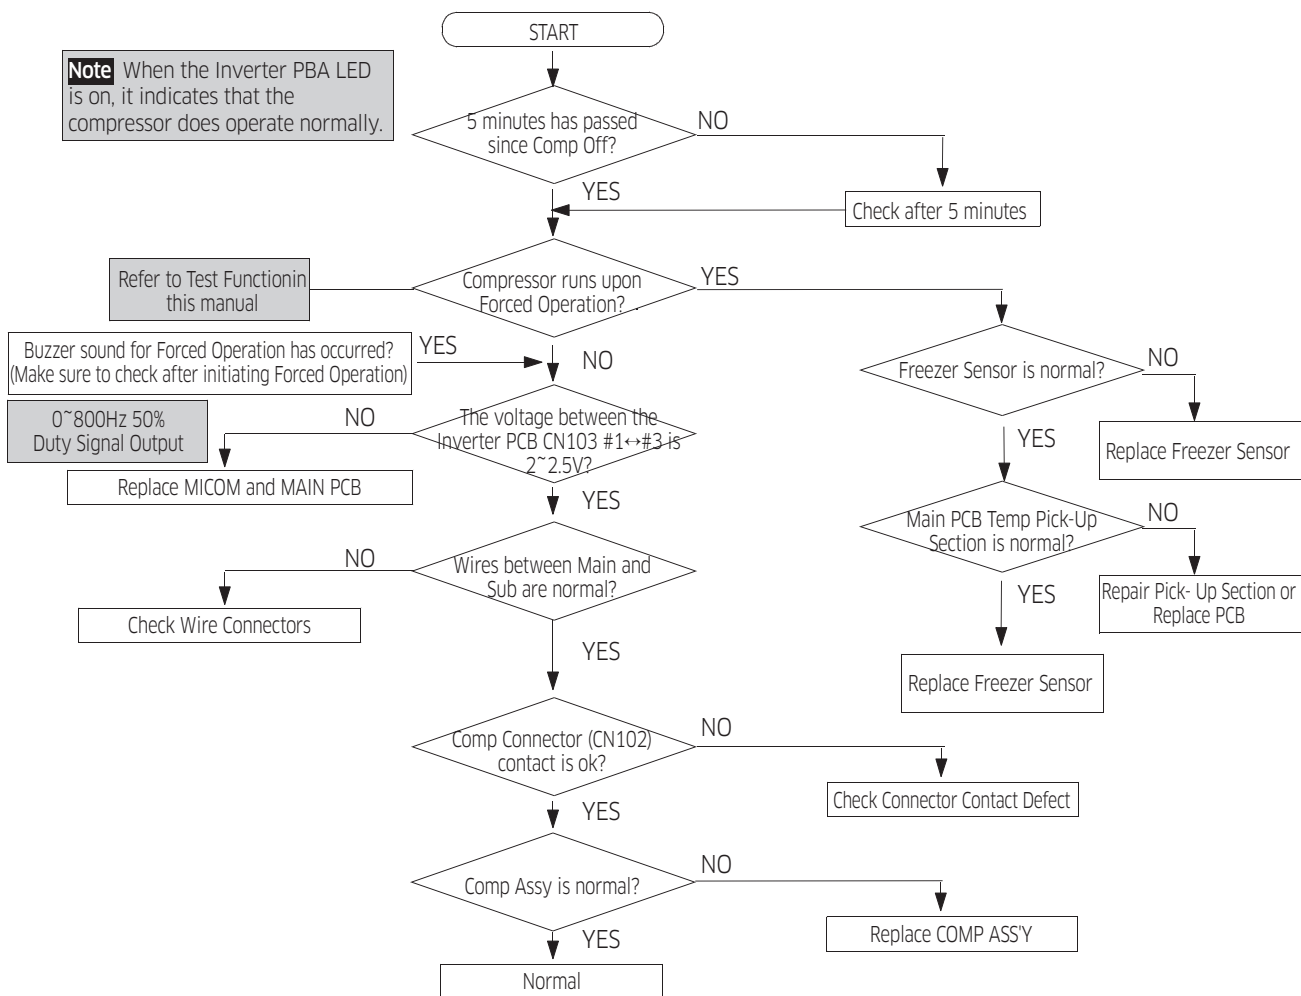 START
Note When the Inverter PBA LED
is on, it indicates that the
compressor does operate normally.
5 minutes has passed
since Comp Off?
NO
YES
Check after 5 minutes
Refer to Test Functionin
this manual
Compressor runs upon
Forced Operation?
YES
Buzzer sound for Forced Operation has occurred?
(Make sure to check after initiating Forced Operation)
YES
NO
Freezer Sensor is normal?
NO
0~800Hz 50%
Duty Signal Output
NO
The voltage between the
Inverter PCB CN103 #1↔#3 is
2~2.5V?
YES
Replace Freezer Sensor
Replace MICOM and MAIN PCB
YES
Main PCB Temp Pick-Up
Section is normal?
NO
NO
Wires between Main and
Sub are normal?
YES
Repair Pick- Up Section or
Replace PCB
Check Wire Connectors
YES
Replace Freezer Sensor
Comp Connector (CN102)
contact is ok?
NO
Check Connector Contact Defect
YES
Comp Assy is normal?
NO
Replace COMP ASS'Y
YES
Normal